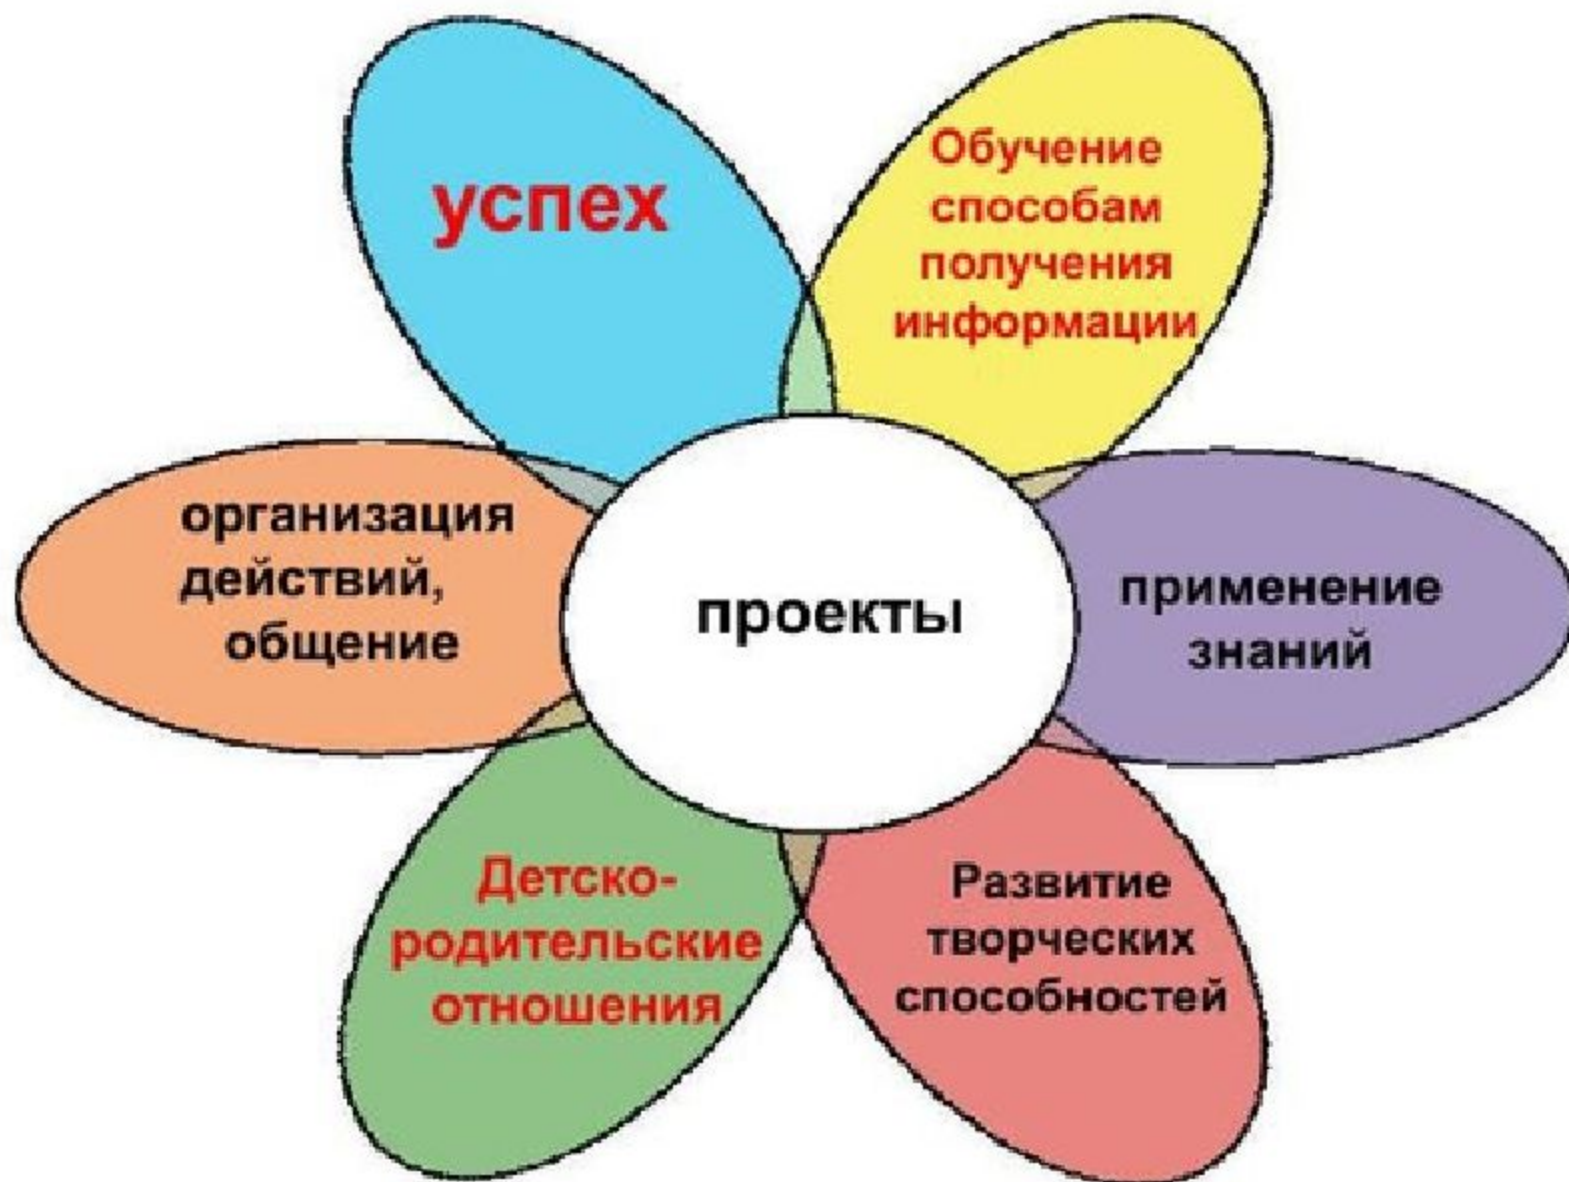 успех
Обучение
способам
получения
информации
организация
действий,
общение
проекты
применение
знаний
Детско-
родительские
отношения
Развитие
творческих
способностей